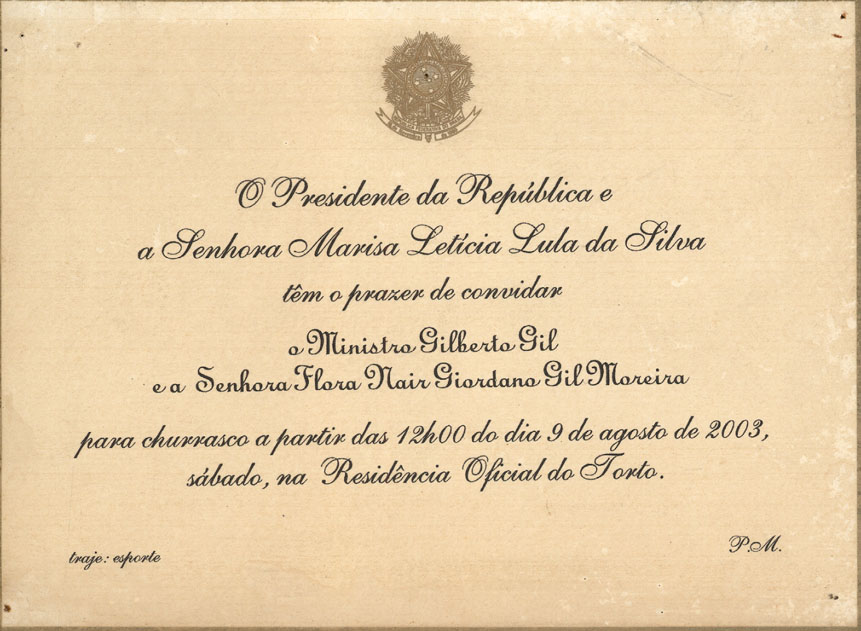 O Presidente da República e
a Senhora Marisa Letícia Lula da Silva
têm o prazer de convidar
o Ministro Gilberto Gil
e a Senhora Flora Nair Giordano Gil Moreira
para churrasco a partir das 12h00 do dia 9 de agosto de 2003,
sábado, na Residência Oficial do Torto.
traje: esporte
P.M.